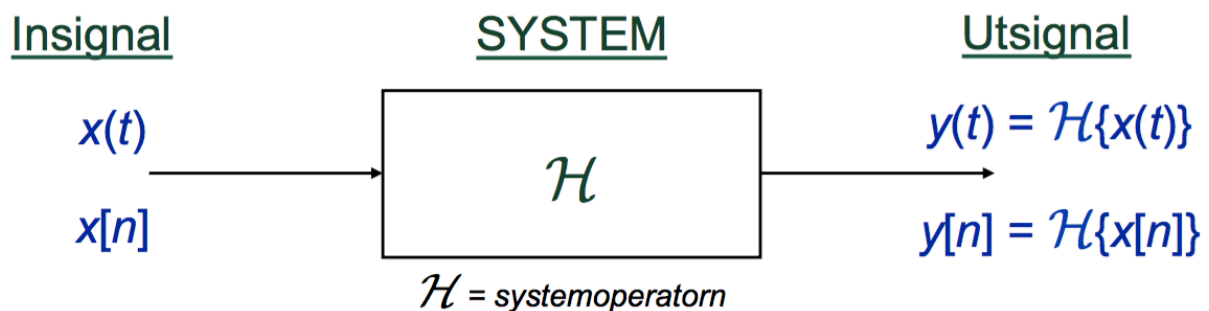 Insignal
SYSTEM
Utsignal
x(t)
ℋ
y(t) = ℋ{x(t)}
x[n]
y[n] = ℋ{x[n]}
ℋ = systemoperatorn